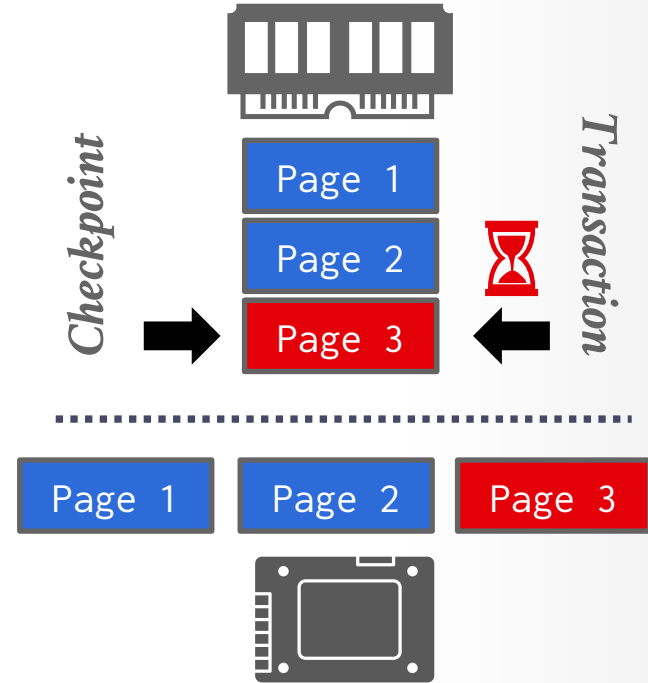 Checkpoint
Transaction
Page 1
Page 2
Page 3
Page 1
Page 2
Page 3